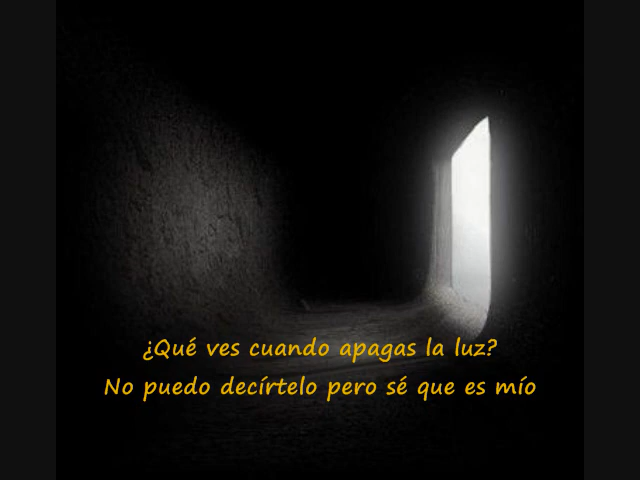 ¿Qué ves cuando apagas la luz?
No puedo decírtelo pero sé que es mío